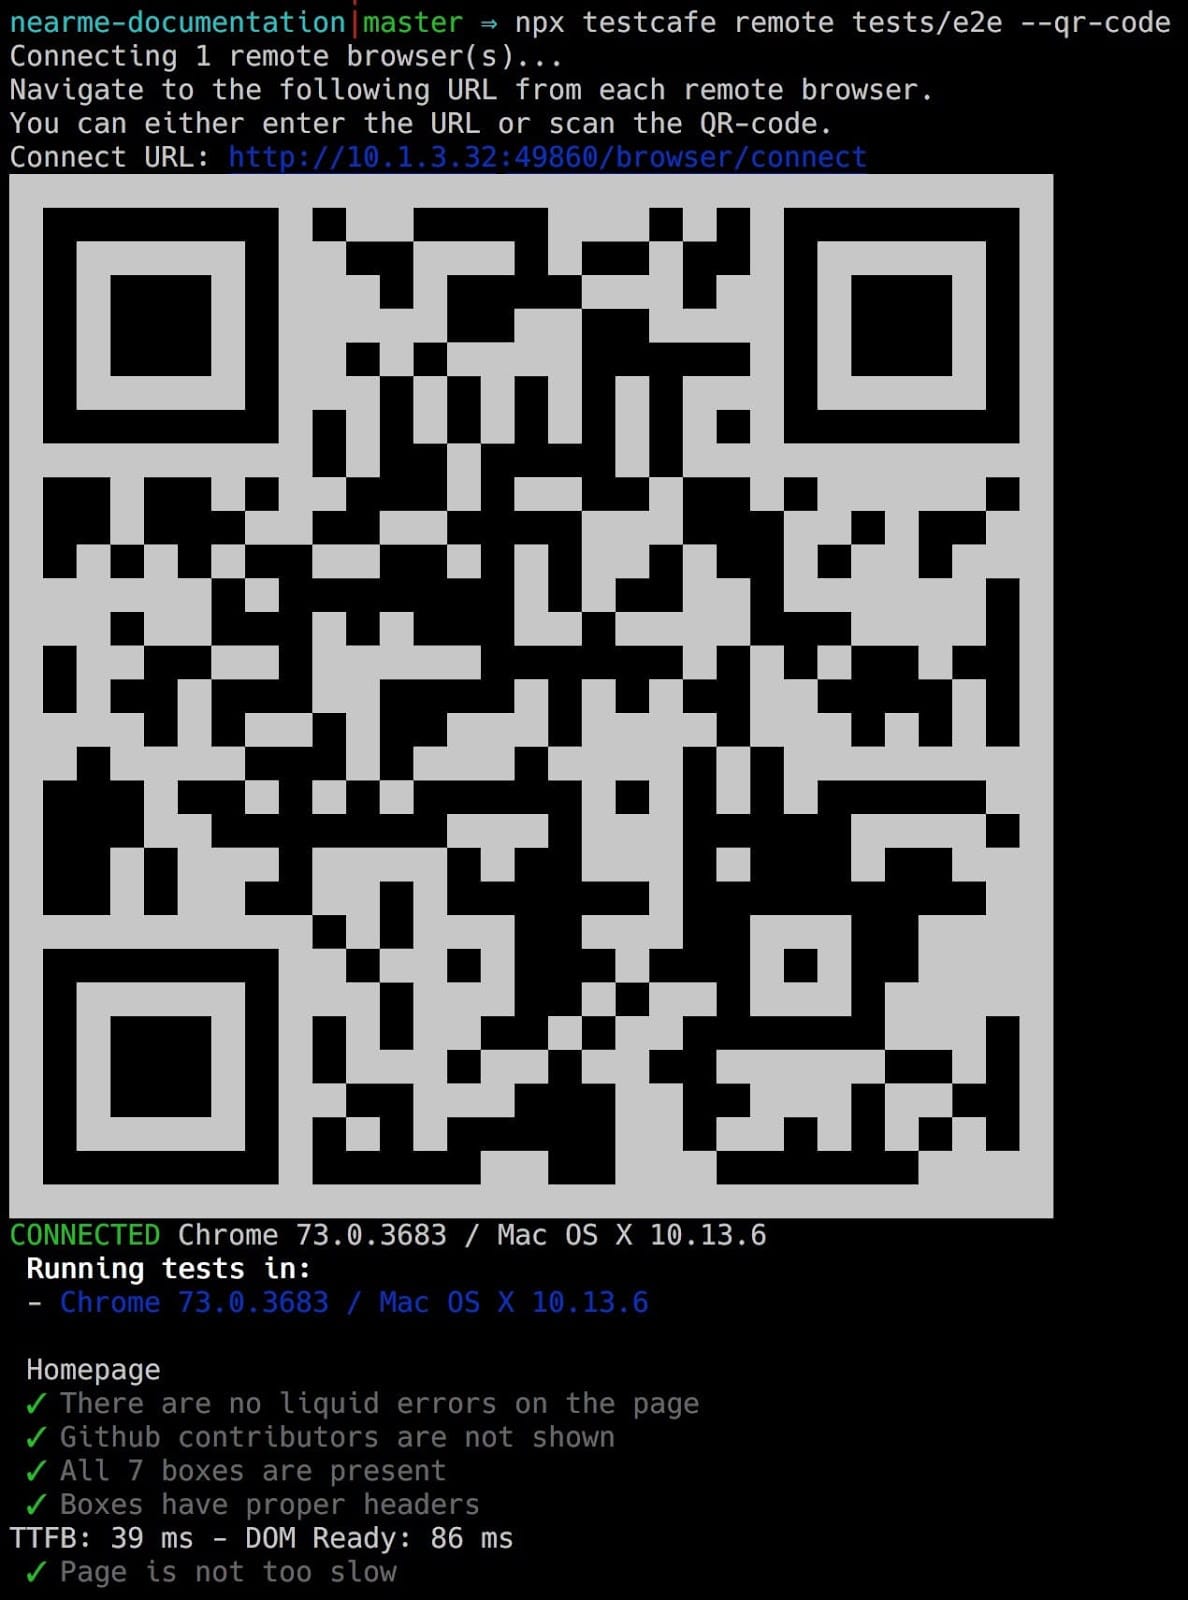 nearme-documentation|master ⇒ npx testcafe remote tests/e2e --qr-code
Connecting 1 remote browser(s)...
Navigate to the following URL from each remote browser.
You can either enter the URL or scan the QR-code.
Connect URL: http://10.1.3.32:49860/browser/connect
CONNECTED Chrome 73.0.3683 / Mac OS X 10.13.6
Running tests in:
- Chrome 73.0.3683 / Mac OS X 10.13.6
Homepage
✓ There are no liquid errors on the page
✓ Github contributors are not shown
✓ All 7 boxes are present
✓ Boxes have proper headers
TTFB: 39 ms - DOM Ready: 86 ms
✓ Page is not too slow